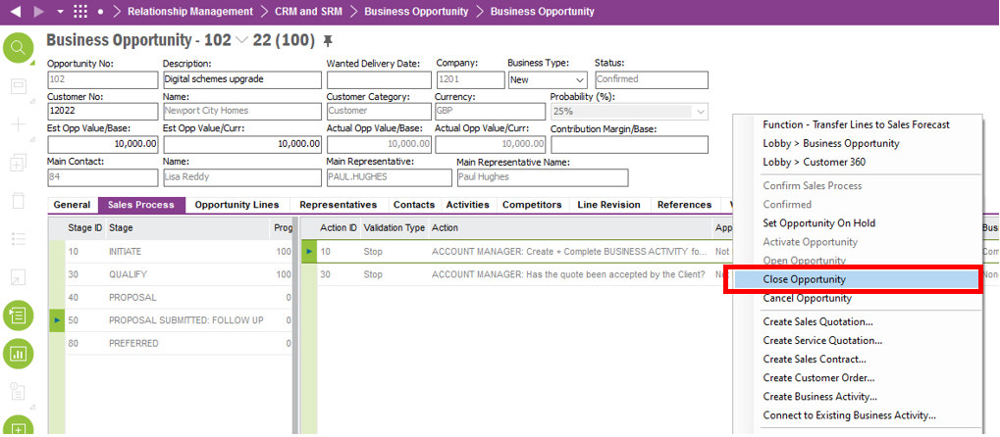 Relationship Management CRM and SRM Business Opportunity Business Opportunity
Business Opportunity - 102 22 (100)
Opportunity No: Description: Wanted Delivery Date: Company: Business Type: Status:
102 Digital schemes upgrade 1201 New Confirmed
Customer No: Name: Customer Category: Currency: Probability (%):
12022 Newport City Homes Customer GBP 25%
Est Opp Value/Base: Est Opp Value/Curr: Actual Opp Value/Base: Actual Opp Value/Curr: Contribution Margin/Base:
10,000.00 10,000.00 10,000.00 10,000.00
Main Contact: Name: Main Representative: Main Representative Name:
84 Lisa Reddy PAUL.HUGHES Paul Hughes
General Sales Process Opportunity Lines Representatives Contacts Activities Competitors Line Revision References V
Stage ID Stage Prog
10 INITIATE 100
30 QUALIFY 100
40 PROPOSAL 0
50 PROPOSAL SUBMITTED: FOLLOW UP 0
80 PREFERRED 0
Action ID Validation Type Action App Busi
10 Stop ACCOUNT MANAGER: Create + Complete BUSINESS ACTIVITY fo... Not Com
30 Stop ACCOUNT MANAGER: Has the quote been accepted by the Client? No Non
Function - Transfer Lines to Sales Forecast
Lobby > Business Opportunity
Lobby > Customer 360
Confirm Sales Process
Confirmed
Set Opportunity On Hold
Activate Opportunity
Open Opportunity
Close Opportunity
Cancel Opportunity
Create Sales Quotation...
Create Service Quotation...
Create Sales Contract...
Create Customer Order...
Create Business Activity...
Connect to Existing Business Activity...